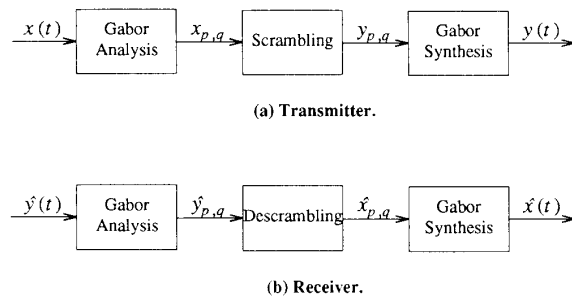 x(t) Gabor Analysis x_{p,q} Scrambling y_{p,q} Gabor Synthesis y(t)
(a) Transmitter.
ŷ(t) Gabor Analysis ŷ_{p,q} Descrambling x̂_{p,q} Gabor Synthesis x̂(t)
(b) Receiver.